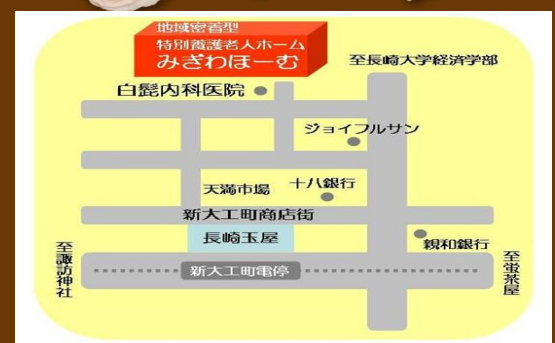 地域密着型
特別養護老人ホーム
みぎわほーむ
至長崎大学経済学部
白髭内科医院
ジョイフルサン
天満市場
十八銀行
新大工町商店街
長崎玉屋
親和銀行
至諏訪神社
新大工町電停
至蛍茶屋